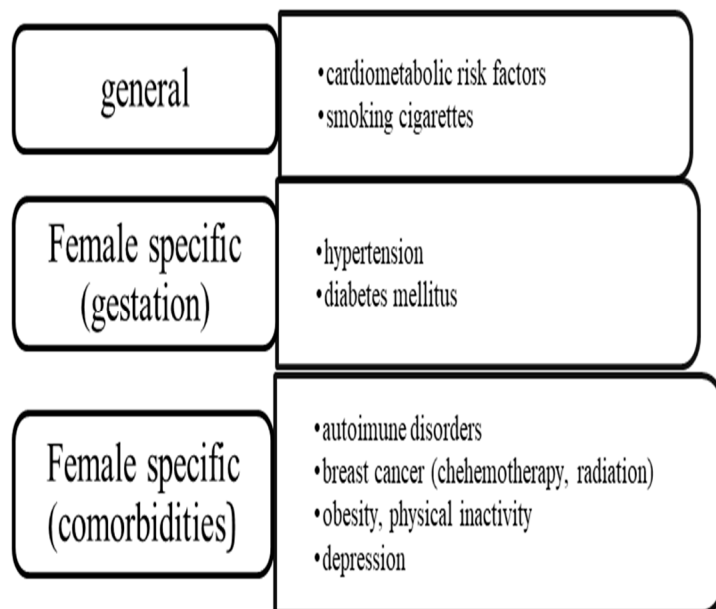 general
•cardiometabolic risk factors
•smoking cigarettes
Female specific
(gestation)
•hypertension
•diabetes mellitus
Female specific
(comorbidities)
•autoimune disorders
•breast cancer (chehemotherapy, radiation)
•obesity, physical inactivity
•depression